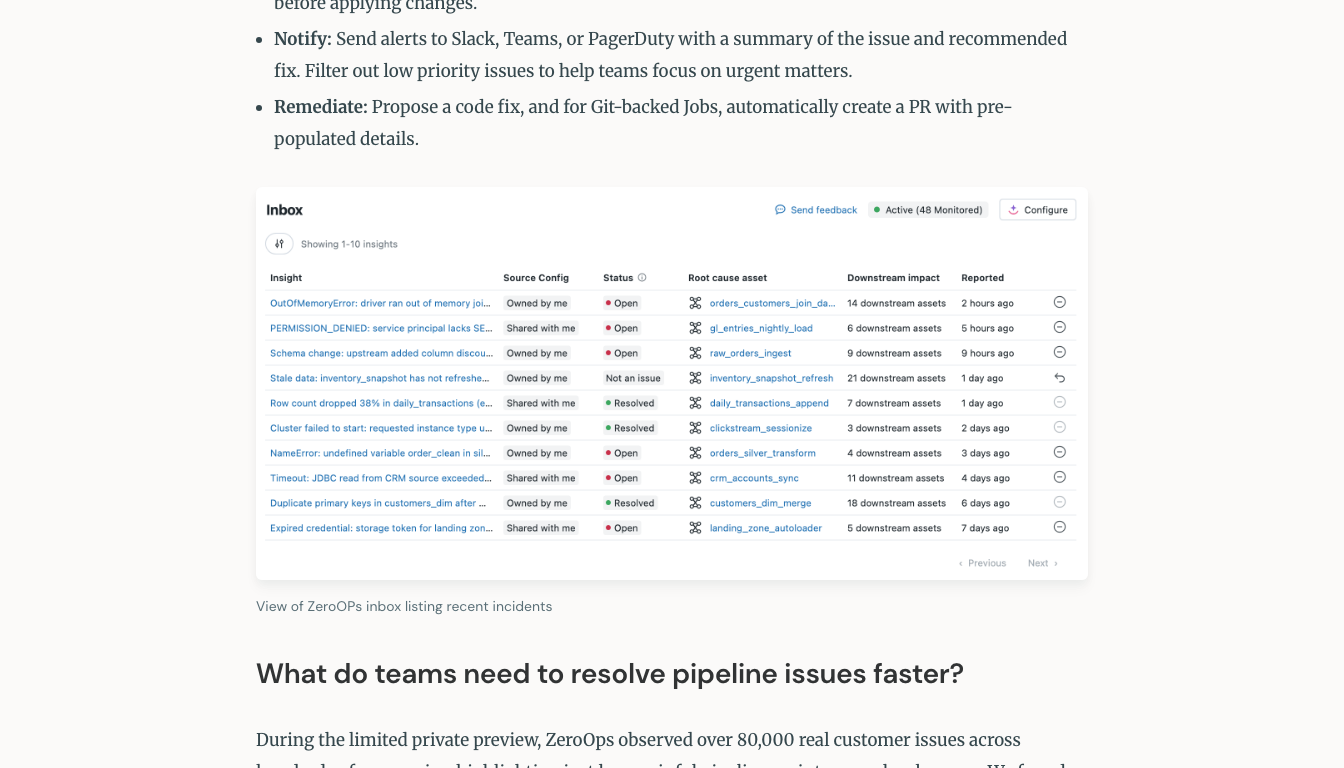 before applying changes.
• Notify: Send alerts to Slack, Teams, or PagerDuty with a summary of the issue and recommended
fix. Filter out low priority issues to help teams focus on urgent matters.
• Remediate: Propose a code fix, and for Git-backed Jobs, automatically create a PR with pre-
populated details.
Inbox Send feedback Active (48 Monitored) Configure
Showing 1-10 insights
Insight Source Config Status Root cause asset Downstream impact Reported
OutOfMemoryError: driver ran out of memory joi... Owned by me Open orders_customers_join_da... 14 downstream assets 2 hours ago
PERMISSION_DENIED: service principal lacks SE... Shared with me Open gl_entries_nightly_load 6 downstream assets 5 hours ago
Schema change: upstream added column discou... Owned by me Open raw_orders_ingest 9 downstream assets 9 hours ago
Stale data: inventory_snapshot has not refreshe... Owned by me Not an issue inventory_snapshot_refresh 21 downstream assets 1 day ago
Row count dropped 38% in daily_transactions (e... Shared with me Resolved daily_transactions_append 7 downstream assets 1 day ago
Cluster failed to start: requested instance type u... Owned by me Resolved clickstream_sessionize 3 downstream assets 2 days ago
NameError: undefined variable order_clean in sil... Owned by me Open orders_silver_transform 4 downstream assets 3 days ago
Timeout: JDBC read from CRM source exceeded... Shared with me Open crm_accounts_sync 11 downstream assets 4 days ago
Duplicate primary keys in customers_dim after ... Owned by me Resolved customers_dim_merge 18 downstream assets 6 days ago
Expired credential: storage token for landing zon... Shared with me Open landing_zone_autoloader 5 downstream assets 7 days ago
‹ Previous Next ›
View of ZeroOPs inbox listing recent incidents
What do teams need to resolve pipeline issues faster?
During the limited private preview, ZeroOps observed over 80,000 real customer issues across